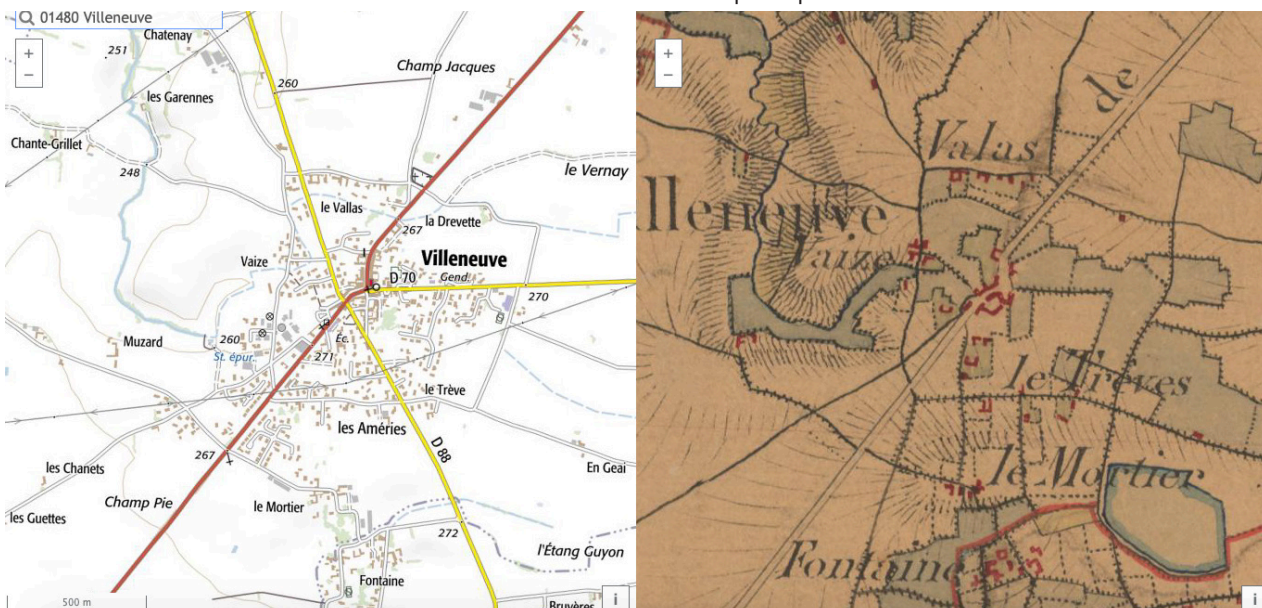 01480 Villeneuve
+
−
251
Chatenay
260
Champ Jacques
les Garennes
Chante-Grillet
248
le Vernay
le Vallas
la Drevette
267
Vaize
Villeneuve
D 70
Gend.
270
Muzard
260
St. épur.
Éc.
271
le Trève
les Améries
D 88
267
les Chanets
En Geai
Champ Pie
le Mortier
les Guettes
272
l'Étang Guyon
Fontaine
Bruyères
500 m
i
+
−
de
Valas
lleneuve
Vaize
le Trèves
le Mortier
Fontaine
i